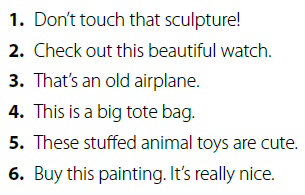 1. Don't touch that sculpture!
2. Check out this beautiful watch.
3. That's an old airplane.
4. This is a big tote bag.
5. These stuffed animal toys are cute.
6. Buy this painting. It's really nice.